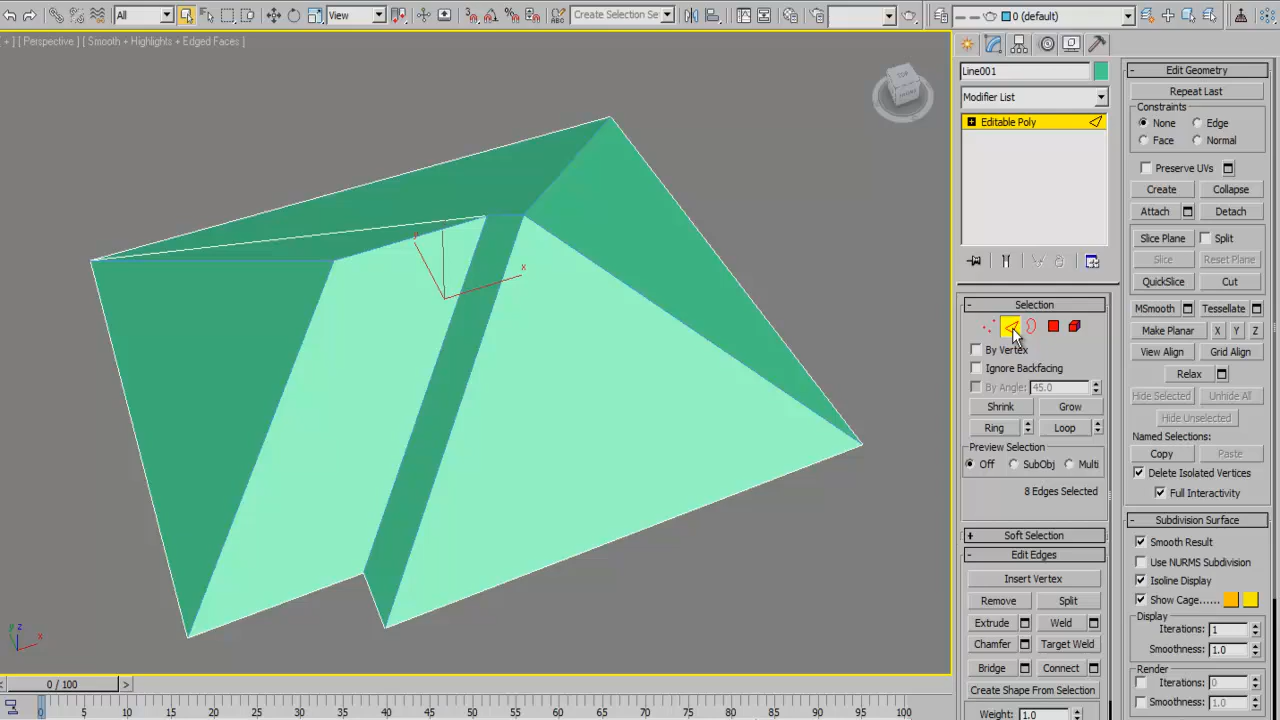 All
View
Create Selection Se
0 (default)
+ ] [ Perspective ] [ Smooth + Highlights + Edged Faces ]
TOP
FRONT
Line001
Modifier List
Editable Poly
Selection
By Vertex
Ignore Backfacing
By Angle: 45.0
Shrink Grow
Ring Loop
Preview Selection
Off SubObj Multi
8 Edges Selected
Soft Selection
Edit Edges
Insert Vertex
Remove Split
Extrude Weld
Chamfer Target Weld
Bridge Connect
Create Shape From Selection
Weight: 1.0
Edit Geometry
Repeat Last
Constraints
None Edge
Face Normal
Preserve UVs
Create Collapse
Attach Detach
Slice Plane Split
Slice Reset Plane
QuickSlice Cut
MSmooth Tessellate
Make Planar X Y Z
View Align Grid Align
Relax
Hide Selected Unhide All
Hide Unselected
Named Selections:
Copy Paste
Delete Isolated Vertices
Full Interactivity
Subdivision Surface
Smooth Result
Use NURMS Subdivision
Isoline Display
Show Cage......
Display
Iterations: 1
Smoothness: 1.0
Render
Iterations: 0
Smoothness: 1.0
x
z
y
x
0 / 100
0 5 10 15 20 25 30 35 40 45 50 55 60 65 70 75 80 85 90 95 100